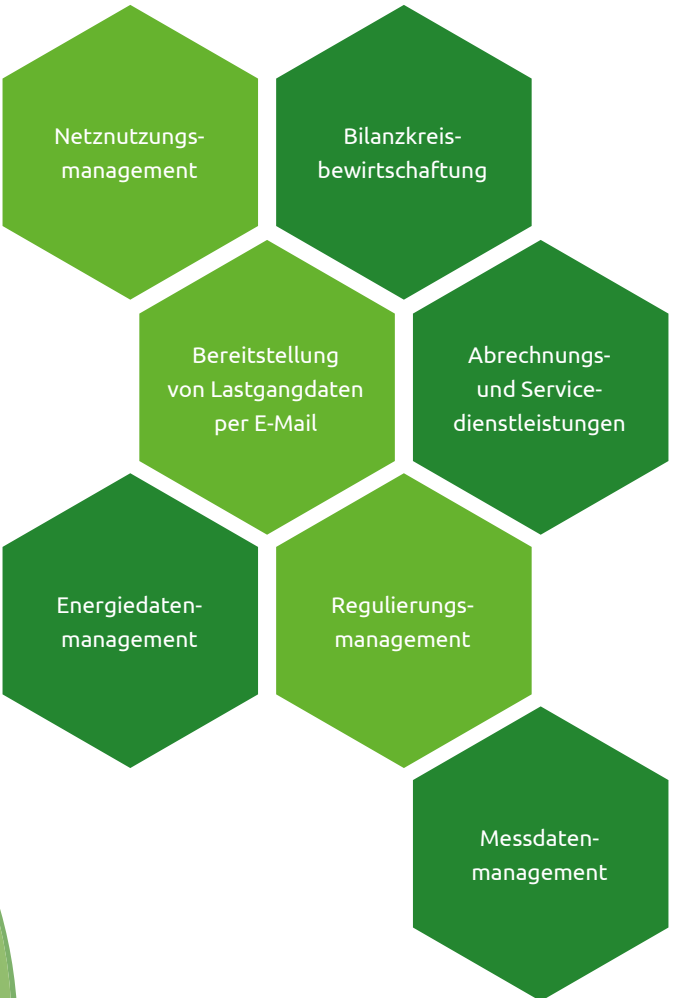 Netznutzungs-
management
Bilanzkreis-
bewirtschaftung
Bereitstellung
von Lastgangdaten
per E-Mail
Abrechnungs-
und Service-
dienstleistungen
Energiedaten-
management
Regulierungs-
management
Messdaten-
management